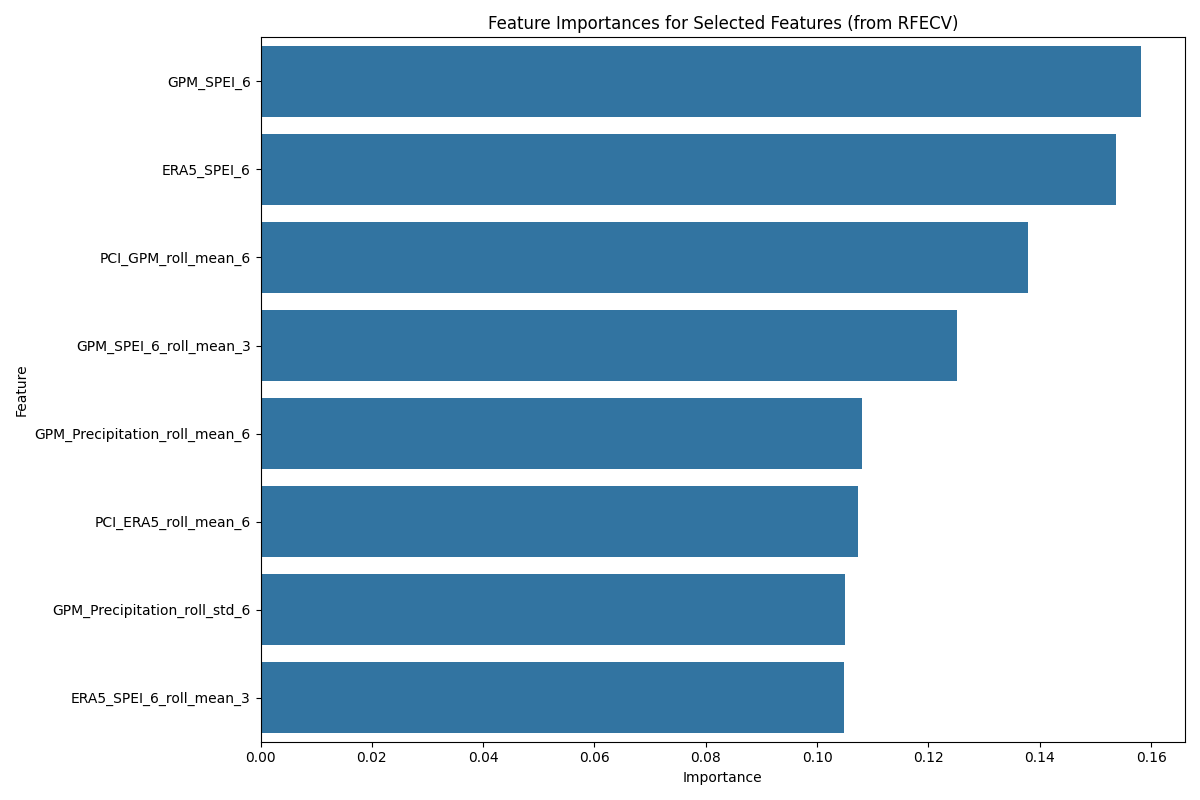 Feature Importances for Selected Features (from RFECV)
GPM_SPEI_6
ERA5_SPEI_6
PCI_GPM_roll_mean_6
GPM_SPEI_6_roll_mean_3
GPM_Precipitation_roll_mean_6
PCI_ERA5_roll_mean_6
GPM_Precipitation_roll_std_6
ERA5_SPEI_6_roll_mean_3
Feature
0.00 0.02 0.04 0.06 0.08 0.10 0.12 0.14 0.16
Importance